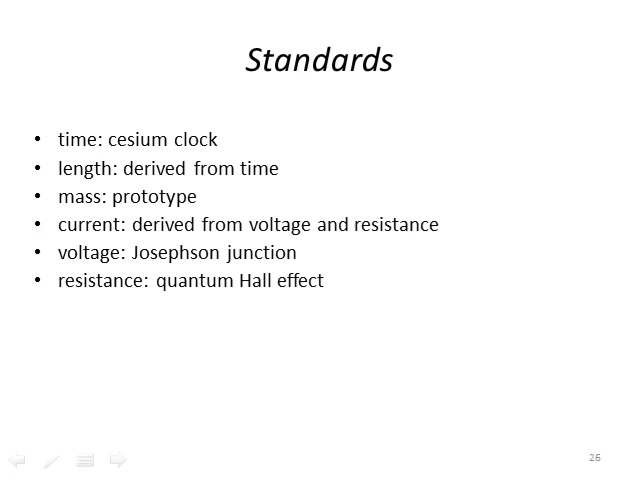 Standards
• time: cesium clock
• length: derived from time
• mass: prototype
• current: derived from voltage and resistance
• voltage: Josephson junction
• resistance: quantum Hall effect
26